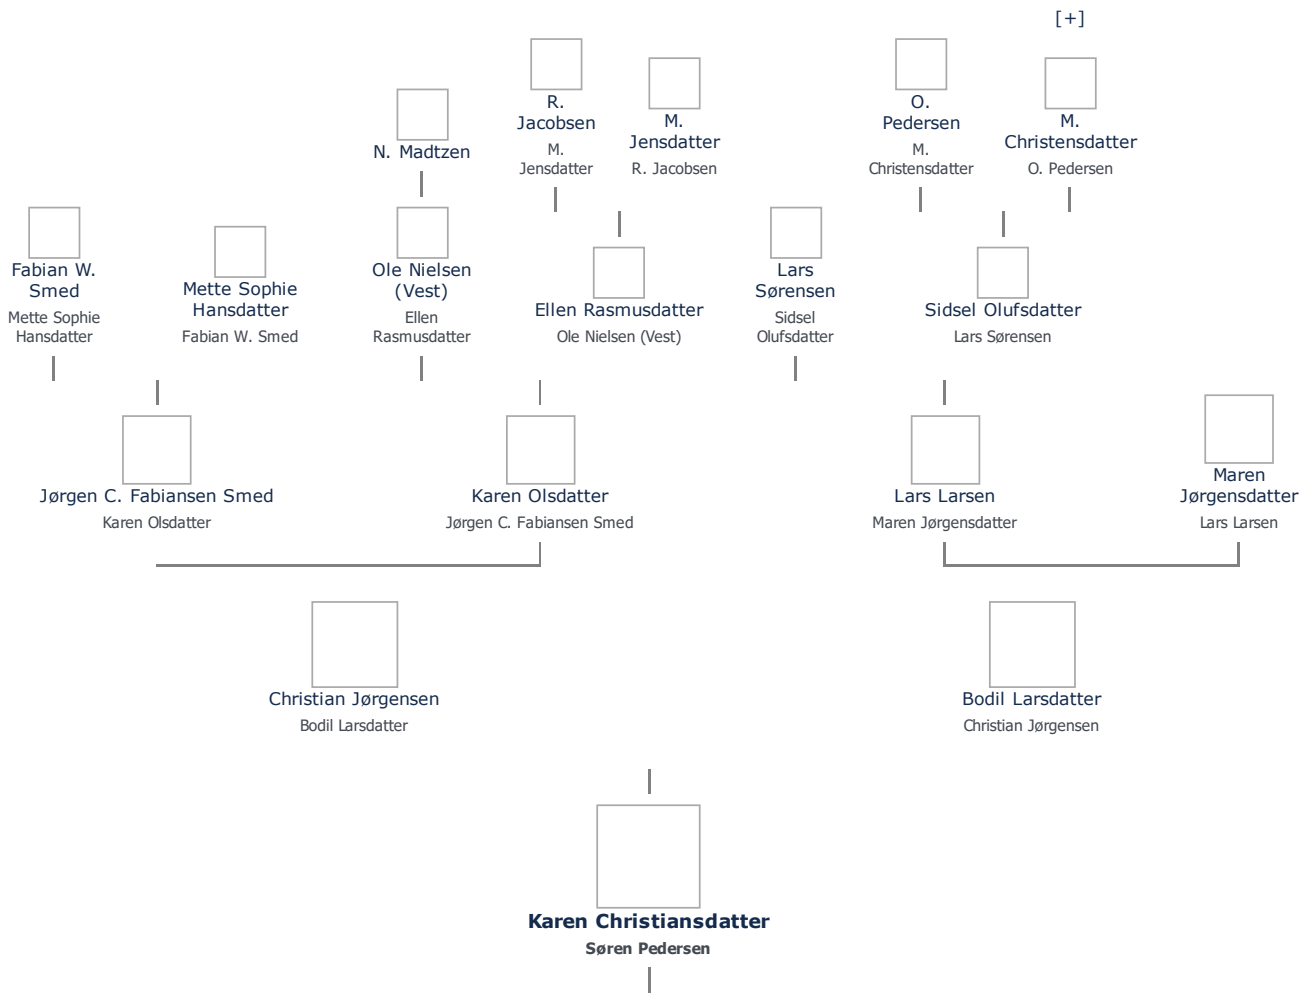 [+]
R.
Jacobsen
M.
Jensdatter
M.
Jensdatter
R. Jacobsen
O.
Pedersen
M.
Christensdatter
M.
Christensdatter
O. Pedersen
N. Madtzen
Fabian W.
Smed
Mette Sophie
Hansdatter
Mette Sophie
Hansdatter
Fabian W. Smed
Ole Nielsen
(Vest)
Ellen
Rasmusdatter
Ellen Rasmusdatter
Ole Nielsen (Vest)
Lars
Sørensen
Sidsel
Olufsdatter
Sidsel Olufsdatter
Lars Sørensen
Jørgen C. Fabiansen Smed
Karen Olsdatter
Karen Olsdatter
Jørgen C. Fabiansen Smed
Lars Larsen
Maren Jørgensdatter
Maren
Jørgensdatter
Lars Larsen
Christian Jørgensen
Bodil Larsdatter
Bodil Larsdatter
Christian Jørgensen
Karen Christiansdatter
Søren Pedersen